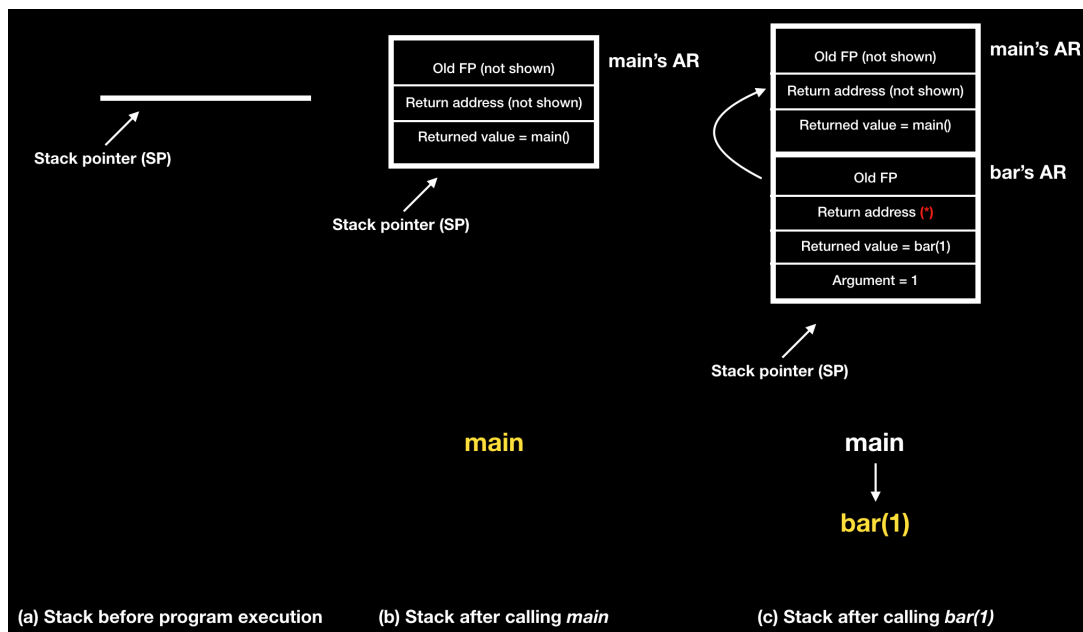 Stack pointer (SP)
(a) Stack before program execution
Old FP (not shown)
Return address (not shown)
Returned value = main()
main's AR
Stack pointer (SP)
main
(b) Stack after calling main
Old FP (not shown)
Return address (not shown)
Returned value = main()
main's AR
Old FP
Return address (*)
Returned value = bar(1)
Argument = 1
bar's AR
Stack pointer (SP)
main
bar(1)
(c) Stack after calling bar(1)